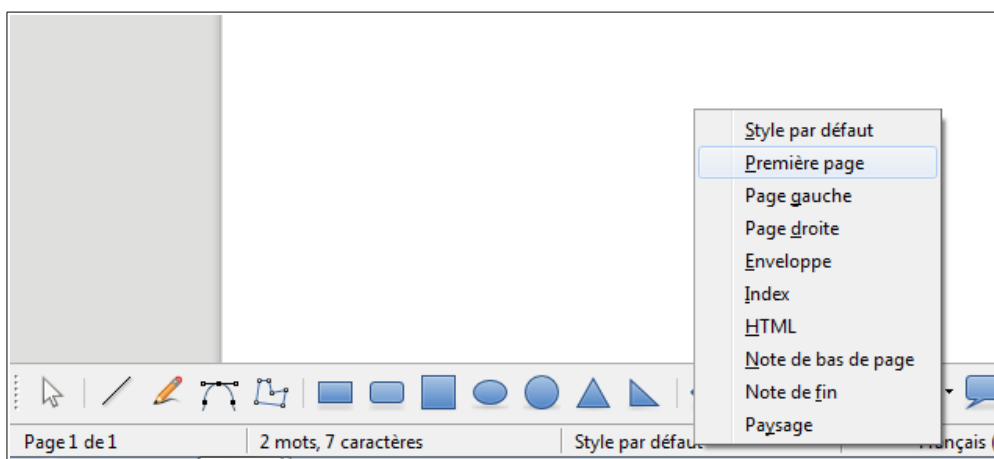 Style par défaut
Première page
Page gauche
Page droite
Enveloppe
Index
HTML
Note de bas de page
Note de fin
Paysage
Page 1 de 1
2 mots, 7 caractères
Style par défaut